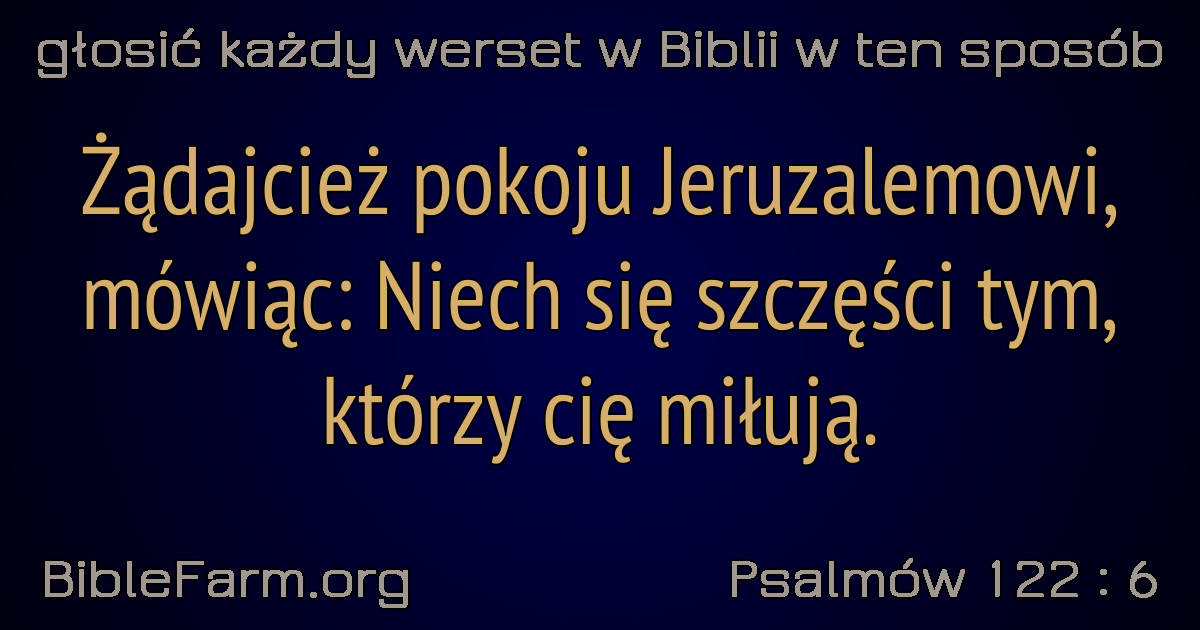 głosić każdy werset w Biblii w ten sposób
Żądajcież pokoju Jeruzalemowi,
mówiąc: Niech się szczęści tym,
którzy cię miłują.
BibleFarm.org
Psalmów 122 : 6